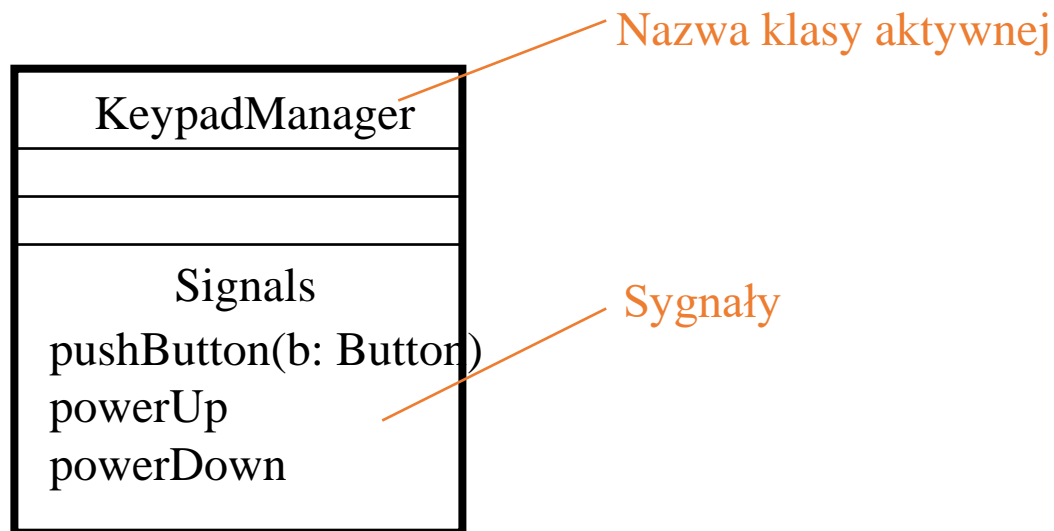 Nazwa klasy aktywnej
KeypadManager
Signals
Sygnały
pushButton(b: Button)
powerUp
powerDown